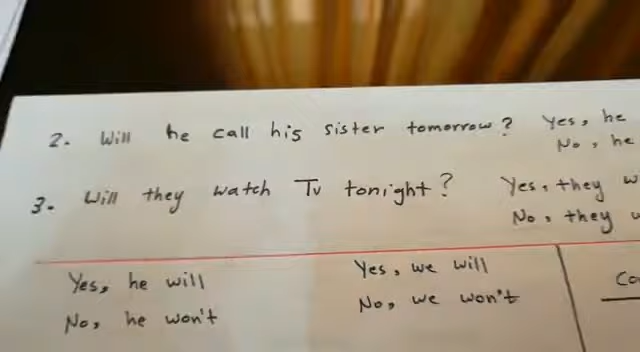 2. Will he call his sister tomorrow? Yes, he
No, he
3. Will they watch Tv tonight? Yes, they
No, they
Yes, he will
No, he won't
Yes, we will
No, we won't